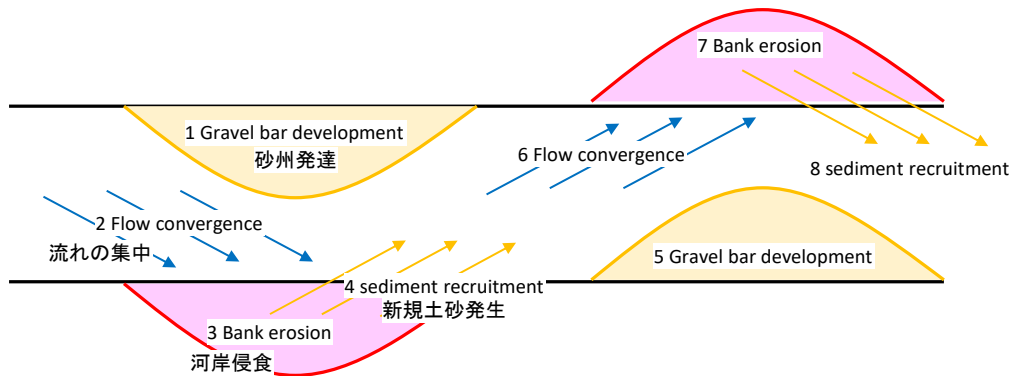 1 Gravel bar development
砂州発達
2 Flow convergence
流れの集中
3 Bank erosion
河岸侵食
4 sediment recruitment
新規土砂発生
5 Gravel bar development
6 Flow convergence
7 Bank erosion
8 sediment recruitment